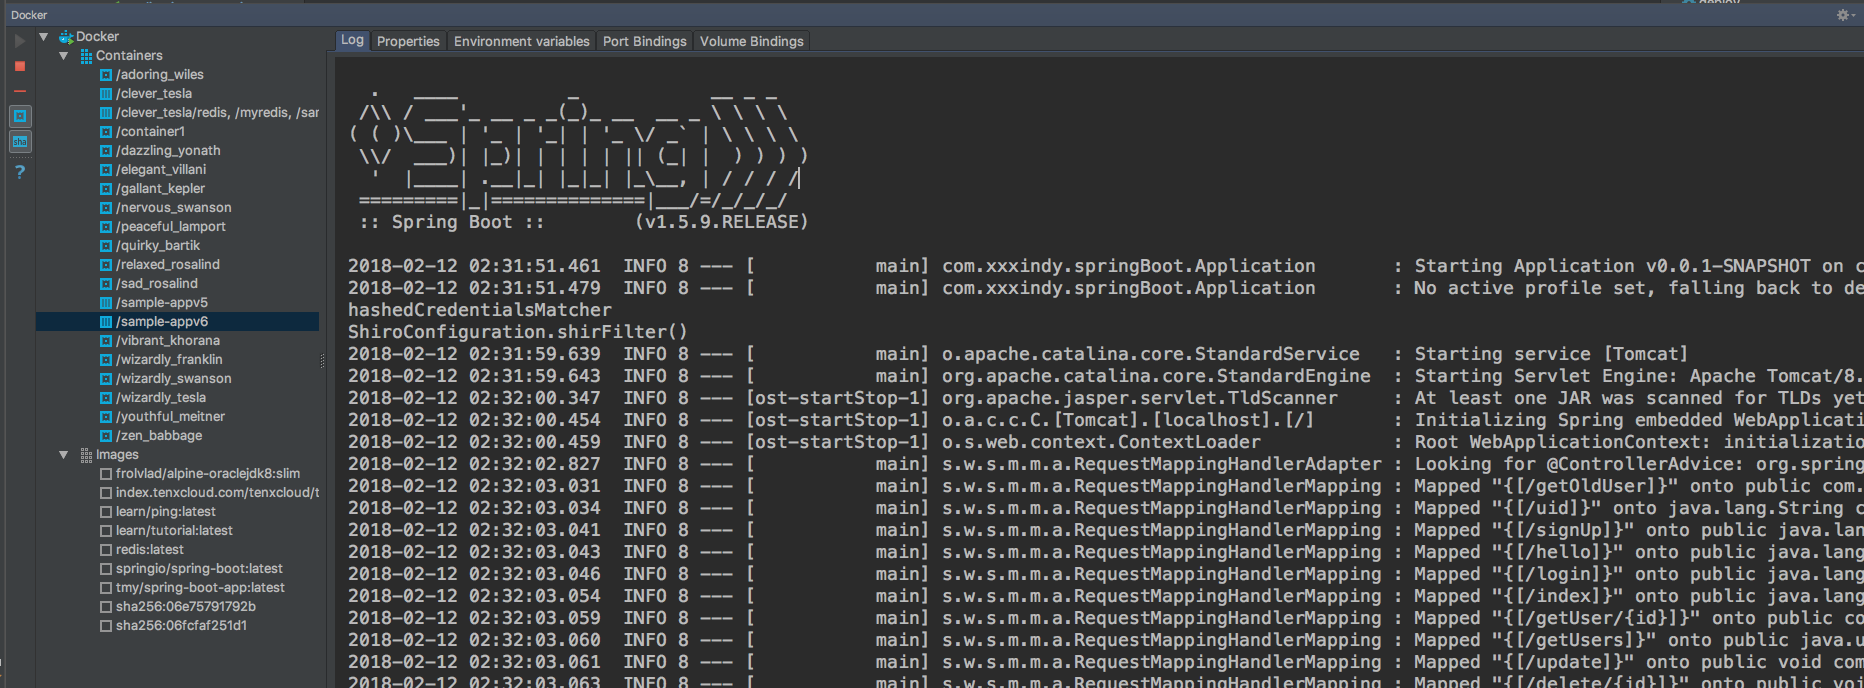 deploy
Docker
Docker
Containers
/adoring_wiles
/clever_tesla
/clever_tesla/redis, /myredis, /sar
/container1
/dazzling_yonath
/elegant_villani
/gallant_kepler
/nervous_swanson
/peaceful_lamport
/quirky_bartik
/relaxed_rosalind
/sad_rosalind
/sample-appv5
/sample-appv6
/vibrant_khorana
/wizardly_franklin
/wizardly_swanson
/wizardly_tesla
/youthful_meitner
/zen_babbage
Images
frolvlad/alpine-oraclejdk8:slim
index.tenxcloud.com/tenxcloud/t
learn/ping:latest
learn/tutorial:latest
redis:latest
springio/spring-boot:latest
tmy/spring-boot-app:latest
sha256:06e75791792b
sha256:06fcfaf251d1
sha
?
Log Properties Environment variables Port Bindings Volume Bindings
  .   ____          _            __ _ _
 /\\ / ___'_ __ _ _(_)_ __  __ _ \ \ \ \
( ( )\___ | '_ | '_| | '_ \/ _` | \ \ \ \
 \\/  ___)| |_)| | | | | || (_| |  ) ) ) )
  '  |____| .__|_| |_|_| |_\__, | / / / /
 =========|_|==============|___/=/_/_/_/
 :: Spring Boot ::        (v1.5.9.RELEASE)
2018-02-12 02:31:51.461  INFO 8 --- [           main] com.xxxindy.springBoot.Application       : Starting Application v0.0.1-SNAPSHOT on c
2018-02-12 02:31:51.479  INFO 8 --- [           main] com.xxxindy.springBoot.Application       : No active profile set, falling back to de
hashedCredentialsMatcher
ShiroConfiguration.shirFilter()
2018-02-12 02:31:59.639  INFO 8 --- [           main] o.apache.catalina.core.StandardService   : Starting service [Tomcat]
2018-02-12 02:31:59.643  INFO 8 --- [           main] org.apache.catalina.core.StandardEngine  : Starting Servlet Engine: Apache Tomcat/8.
2018-02-12 02:32:00.347  INFO 8 --- [ost-startStop-1] org.apache.jasper.servlet.TldScanner     : At least one JAR was scanned for TLDs yet
2018-02-12 02:32:00.454  INFO 8 --- [ost-startStop-1] o.a.c.c.C.[Tomcat].[localhost].[/]       : Initializing Spring embedded WebApplicati
2018-02-12 02:32:00.459  INFO 8 --- [ost-startStop-1] o.s.web.context.ContextLoader            : Root WebApplicationContext: initializatio
2018-02-12 02:32:02.827  INFO 8 --- [           main] s.w.s.m.m.a.RequestMappingHandlerAdapter : Looking for @ControllerAdvice: org.spring
2018-02-12 02:32:03.031  INFO 8 --- [           main] s.w.s.m.m.a.RequestMappingHandlerMapping : Mapped "{[/getOldUser]}" onto public com.
2018-02-12 02:32:03.034  INFO 8 --- [           main] s.w.s.m.m.a.RequestMappingHandlerMapping : Mapped "{[/uid]}" onto java.lang.String c
2018-02-12 02:32:03.041  INFO 8 --- [           main] s.w.s.m.m.a.RequestMappingHandlerMapping : Mapped "{[/signUp]}" onto public java.lan
2018-02-12 02:32:03.043  INFO 8 --- [           main] s.w.s.m.m.a.RequestMappingHandlerMapping : Mapped "{[/hello]}" onto public java.lang
2018-02-12 02:32:03.046  INFO 8 --- [           main] s.w.s.m.m.a.RequestMappingHandlerMapping : Mapped "{[/login]}" onto public java.lang
2018-02-12 02:32:03.054  INFO 8 --- [           main] s.w.s.m.m.a.RequestMappingHandlerMapping : Mapped "{[/index]}" onto public java.lang
2018-02-12 02:32:03.059  INFO 8 --- [           main] s.w.s.m.m.a.RequestMappingHandlerMapping : Mapped "{[/getUser/{id}]}" onto public co
2018-02-12 02:32:03.060  INFO 8 --- [           main] s.w.s.m.m.a.RequestMappingHandlerMapping : Mapped "{[/getUsers]}" onto public java.u
2018-02-12 02:32:03.061  INFO 8 --- [           main] s.w.s.m.m.a.RequestMappingHandlerMapping : Mapped "{[/update]}" onto public void com
2018-02-12 02:32:03.063  INFO 8 --- [           main] s.w.s.m.m.a.RequestMappingHandlerMapping : Mapped "{[/delete/{id}]}" onto public voi